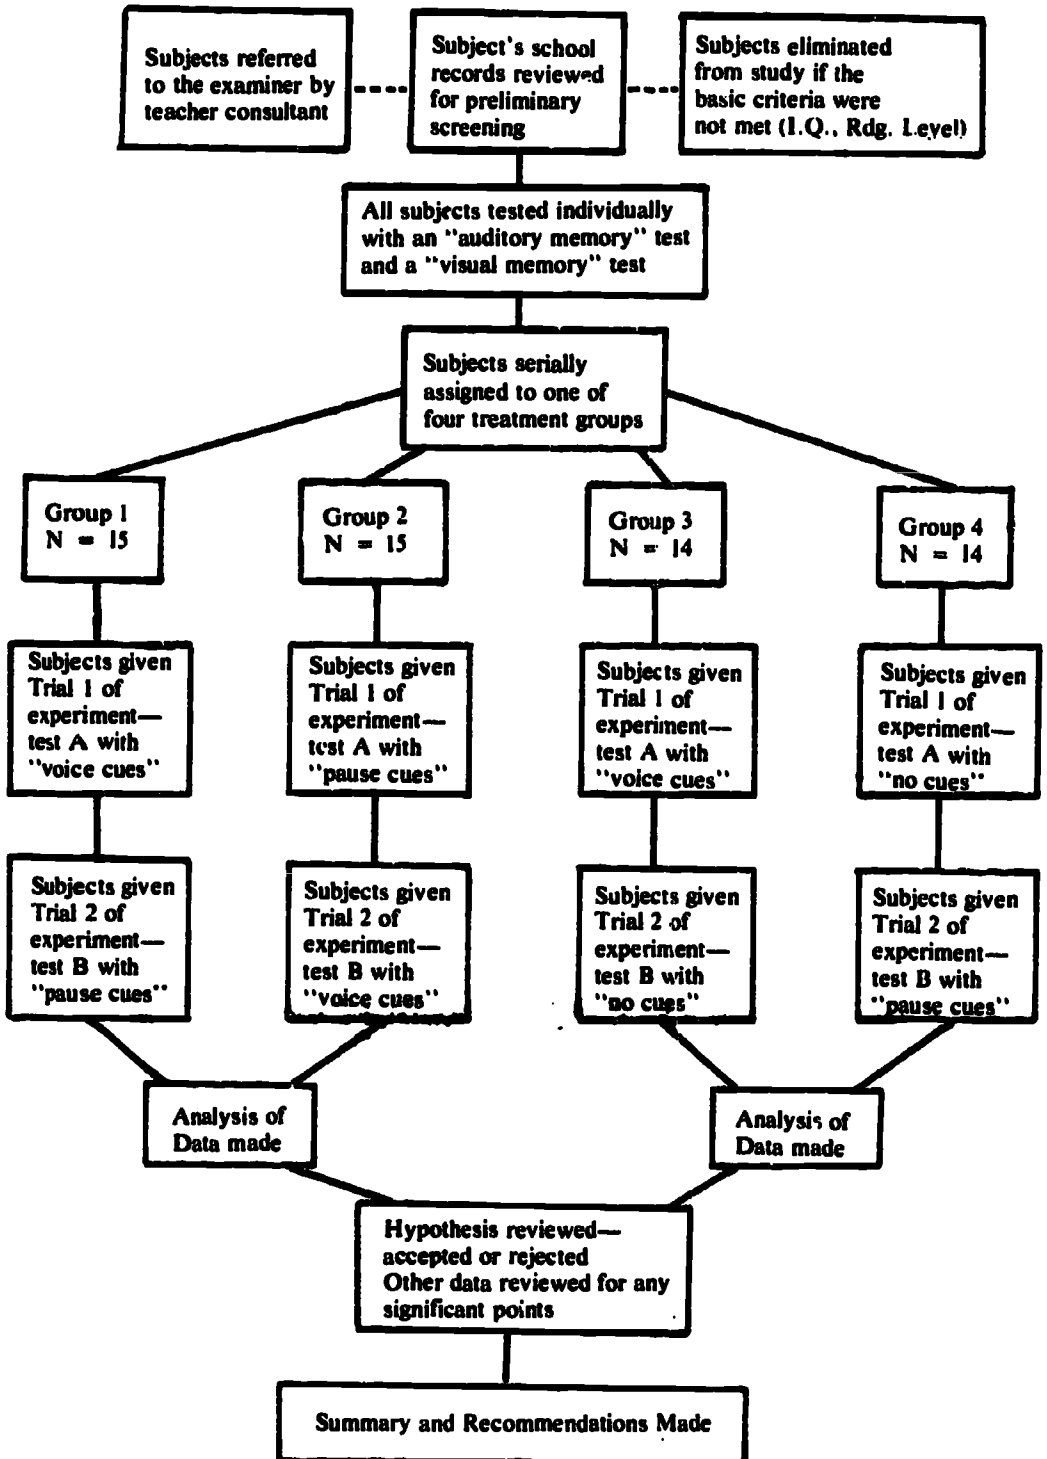 Subjects referred
to the examiner by
teacher consultant
Subject's school
records reviewed
for preliminary
screening
Subjects eliminated
from study if the
basic criteria were
not met (I.Q., Rdg. Level)
All subjects tested individually
with an "auditory memory" test
and a "visual memory" test
Subjects serially
assigned to one of
four treatment groups
Group 1
N = 15
Group 2
N = 15
Group 3
N = 14
Group 4
N = 14
Subjects given
Trial 1 of
experiment—
test A with
"voice cues"
Subjects given
Trial 1 of
experiment—
test A with
"pause cues"
Subjects given
Trial 1 of
experiment—
test A with
"voice cues"
Subjects given
Trial 1 of
experiment—
test A with
"no cues"
Subjects given
Trial 2 of
experiment—
test B with
"pause cues"
Subjects given
Trial 2 of
experiment—
test B with
"voice cues"
Subjects given
Trial 2 of
experiment—
test B with
"no cues"
Subjects given
Trial 2 of
experiment—
test B with
"pause cues"
Analysis of
Data made
Analysis of
Data made
Hypothesis reviewed—
accepted or rejected
Other data reviewed for any
significant points
Summary and Recommendations Made